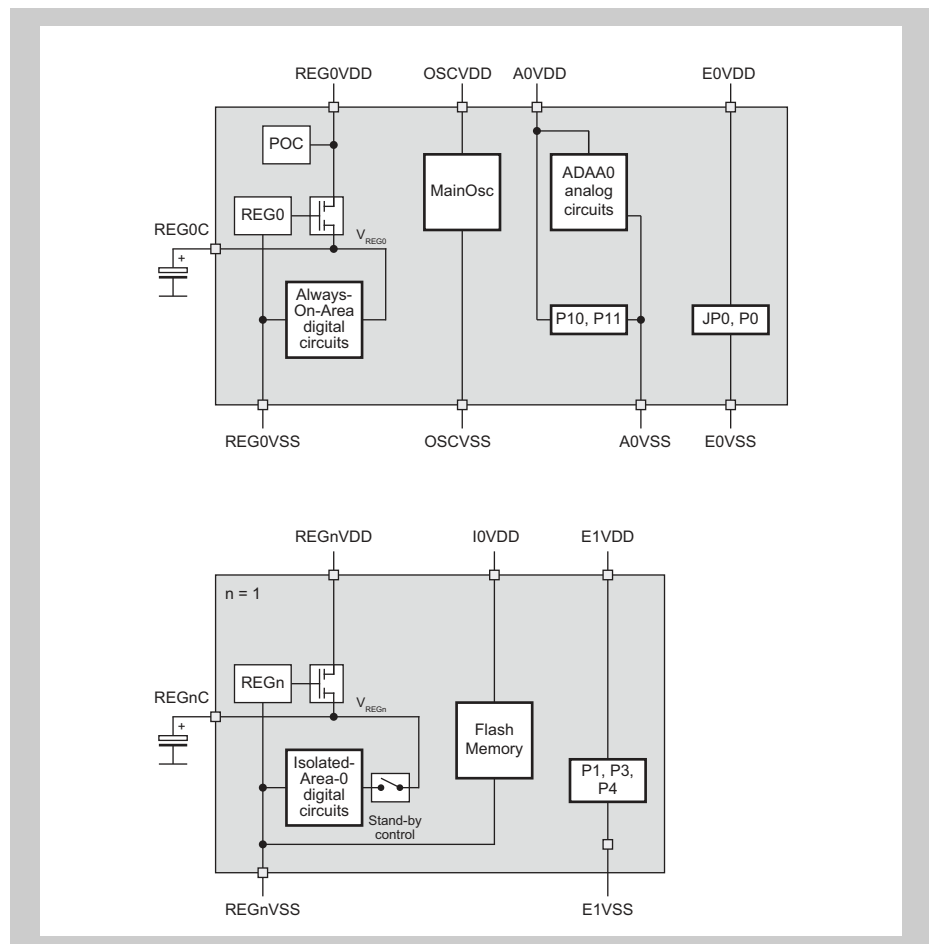 REG0VDD OSCVDD A0VDD E0VDD
POC
MainOsc
ADAA0
analog
circuits
REG0
REG0C
VREG0
+
Always-
On-Area
digital
circuits
P10, P11
JP0, P0
REG0VSS OSCVSS A0VSS E0VSS
REGnVDD I0VDD E1VDD
n = 1
REGn
REGnC
VREGn
+
Flash
Memory
Isolated-
Area-0
digital
circuits
P1, P3,
P4
Stand-by
control
REGnVSS E1VSS